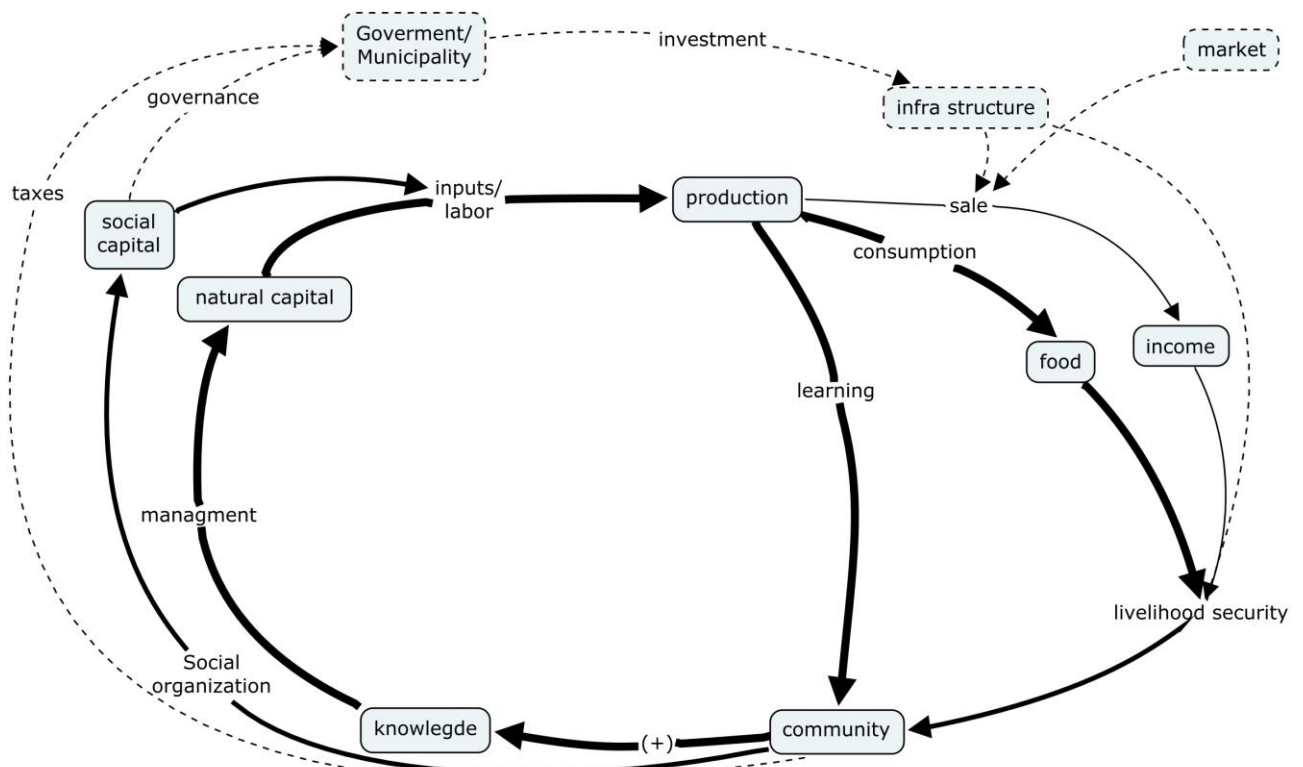 Goverment/
Municipality
investment
market
governance
infra structure
taxes
inputs/
labor
production
sale
social
capital
consumption
natural capital
income
food
learning
managment
livelihood security
Social
organization
knowlegde
(+)
community